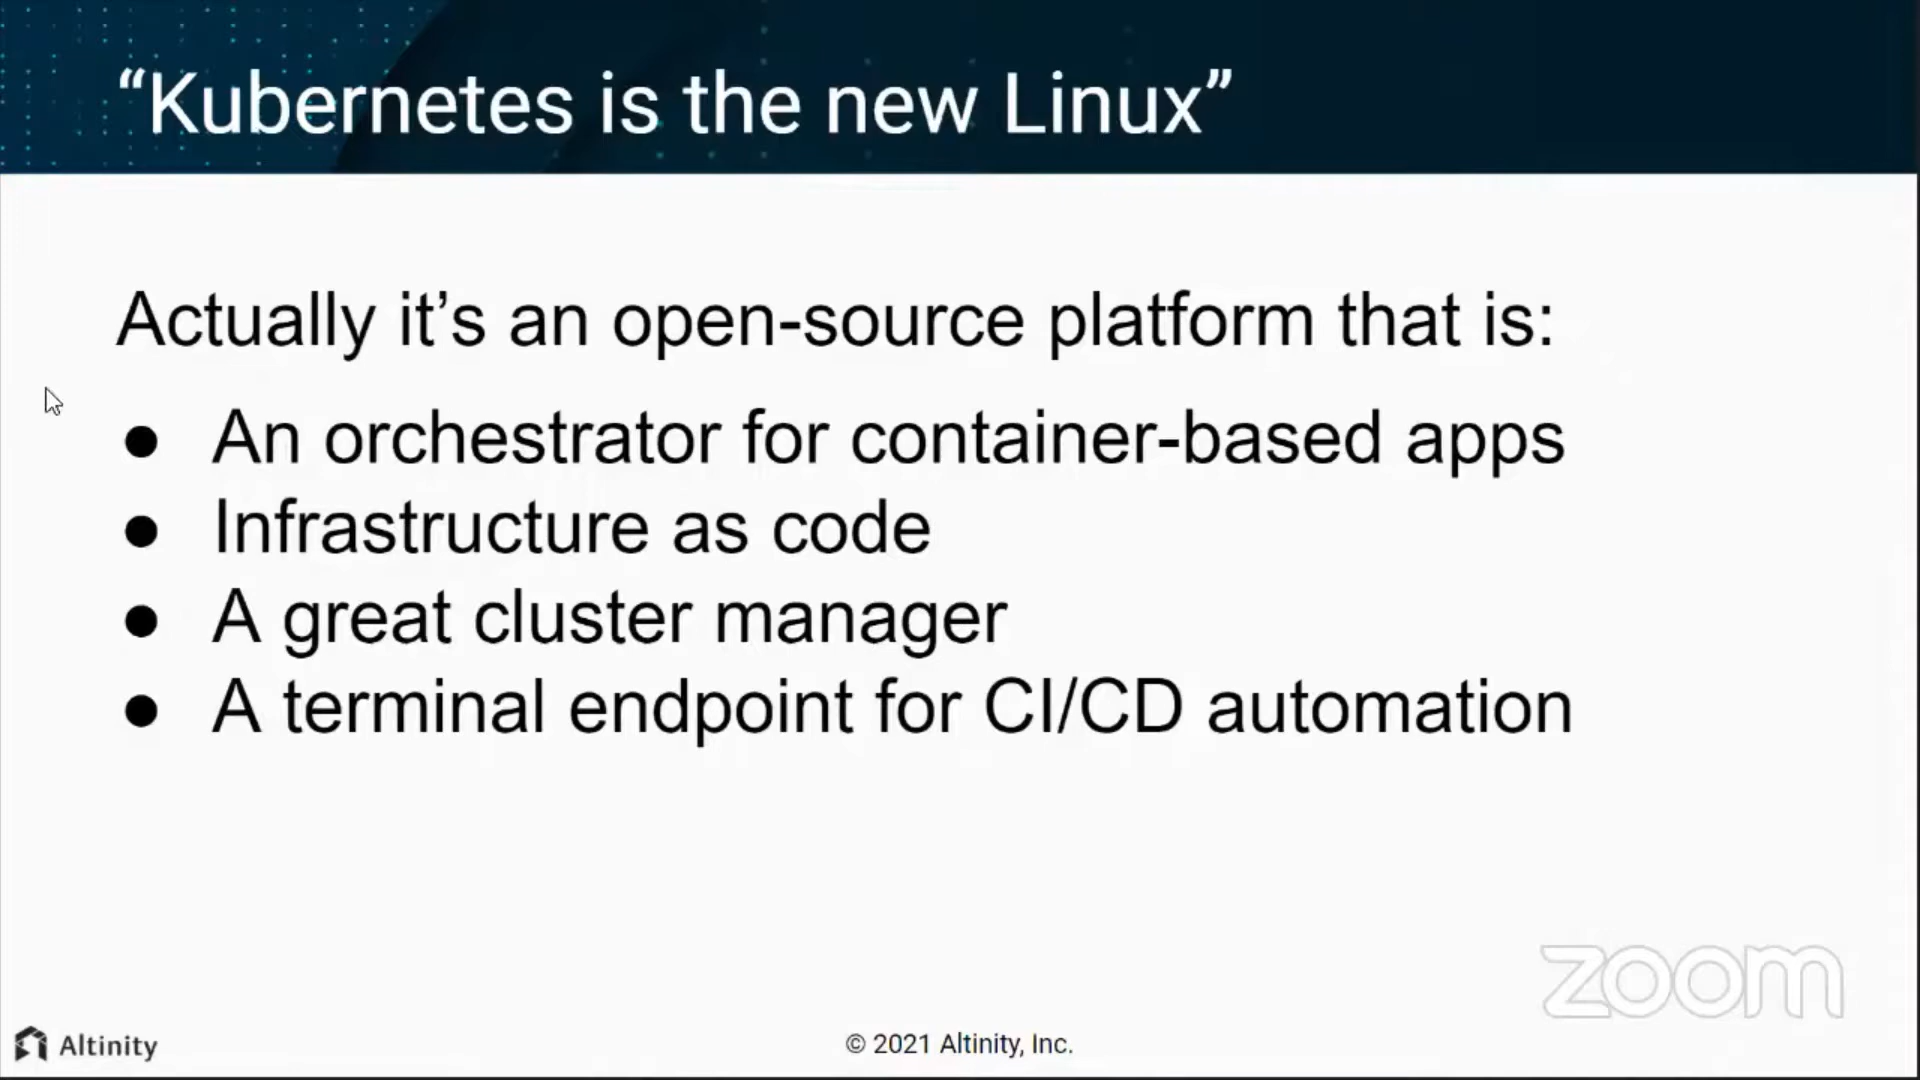 “Kubernetes is the new Linux”
Actually it’s an open-source platform that is:
● An orchestrator for container-based apps
● Infrastructure as code
● A great cluster manager
● A terminal endpoint for CI/CD automation
zoom
Altinity
© 2021 Altinity, Inc.